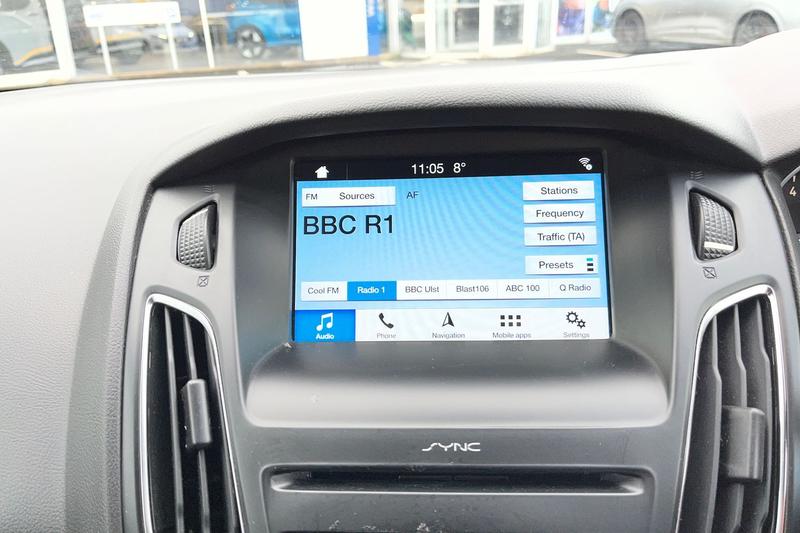 11:05 8°
FM Sources AF Stations
BBC R1
Frequency
Traffic (TA)
Presets
Cool FM Radio 1 BBC Ulst Blast106 ABC 100 Q Radio
Audio Phone Navigation Mobile apps Settings
SYNC
4